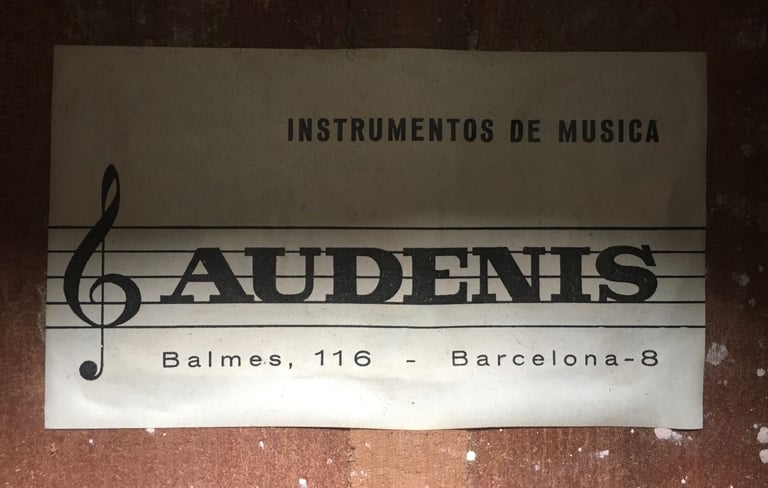 INSTRUMENTOS DE MUSICA
AUDENIS
Balmes, 116 - Barcelona-8